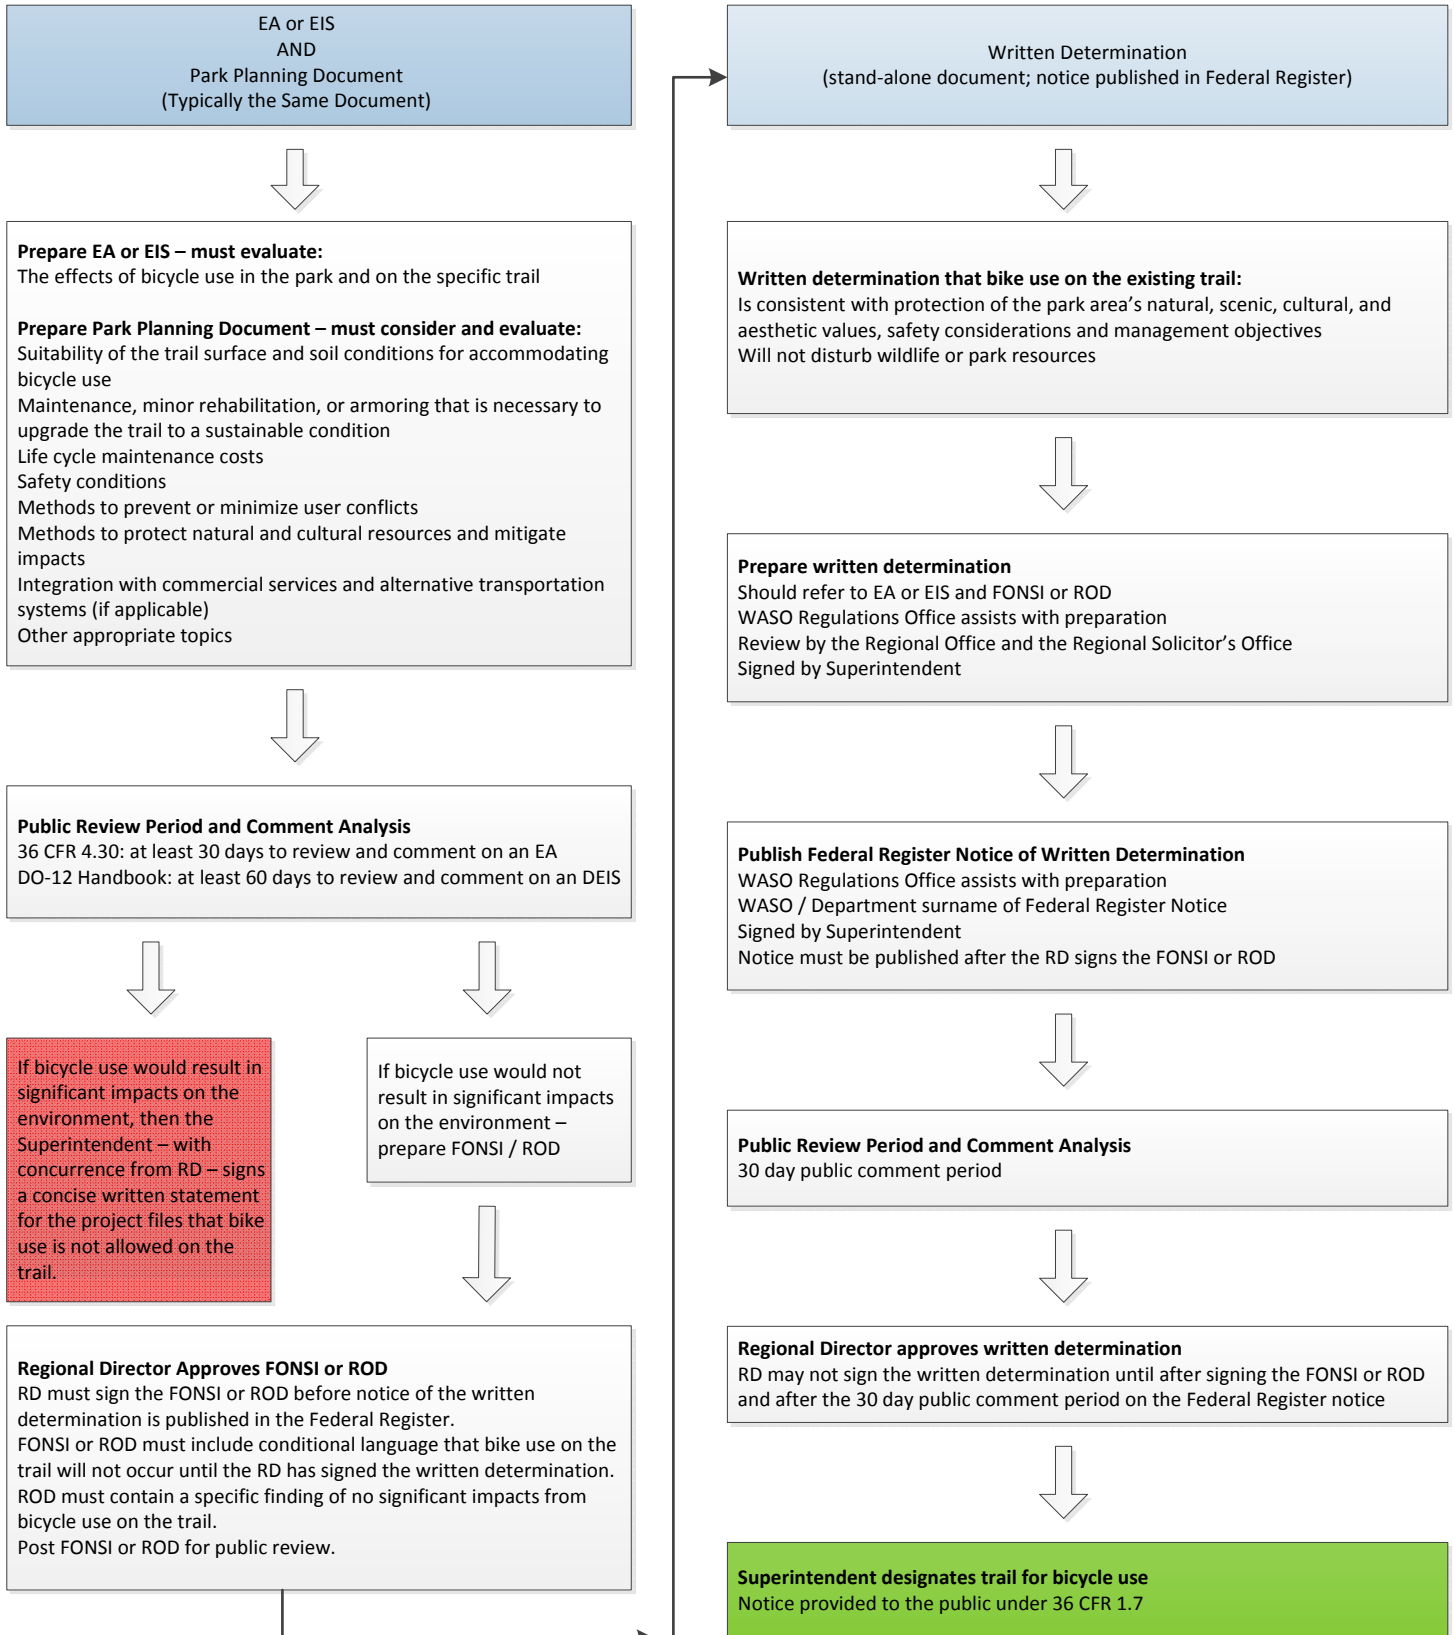 EA or EIS
AND
Park Planning Document
(Typically the Same Document)
Prepare EA or EIS – must evaluate:
The effects of bicycle use in the park and on the specific trail
Prepare Park Planning Document – must consider and evaluate:
Suitability of the trail surface and soil conditions for accommodating
bicycle use
Maintenance, minor rehabilitation, or armoring that is necessary to
upgrade the trail to a sustainable condition
Life cycle maintenance costs
Safety conditions
Methods to prevent or minimize user conflicts
Methods to protect natural and cultural resources and mitigate
impacts
Integration with commercial services and alternative transportation
systems (if applicable)
Other appropriate topics
Public Review Period and Comment Analysis
36 CFR 4.30: at least 30 days to review and comment on an EA
DO-12 Handbook: at least 60 days to review and comment on an DEIS
If bicycle use would result in
significant impacts on the
environment, then the
Superintendent – with
concurrence from RD – signs
a concise written statement
for the project files that bike
use is not allowed on the
trail.
If bicycle use would not
result in significant impacts
on the environment –
prepare FONSI / ROD
Regional Director Approves FONSI or ROD
RD must sign the FONSI or ROD before notice of the written
determination is published in the Federal Register.
FONSI or ROD must include conditional language that bike use on the
trail will not occur until the RD has signed the written determination.
ROD must contain a specific finding of no significant impacts from
bicycle use on the trail.
Post FONSI or ROD for public review.
Written Determination
(stand-alone document; notice published in Federal Register)
Written determination that bike use on the existing trail:
Is consistent with protection of the park area’s natural, scenic, cultural, and
aesthetic values, safety considerations and management objectives
Will not disturb wildlife or park resources
Prepare written determination
Should refer to EA or EIS and FONSI or ROD
WASO Regulations Office assists with preparation
Review by the Regional Office and the Regional Solicitor’s Office
Signed by Superintendent
Publish Federal Register Notice of Written Determination
WASO Regulations Office assists with preparation
WASO / Department surname of Federal Register Notice
Signed by Superintendent
Notice must be published after the RD signs the FONSI or ROD
Public Review Period and Comment Analysis
30 day public comment period
Regional Director approves written determination
RD may not sign the written determination until after signing the FONSI or ROD
and after the 30 day public comment period on the Federal Register notice
Superintendent designates trail for bicycle use
Notice provided to the public under 36 CFR 1.7